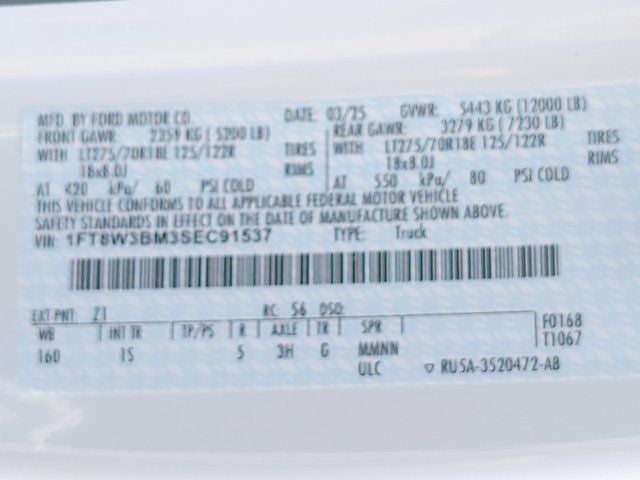 MFD. BY FORD MOTOR CO. DATE: 03/25 GVWR: 5443 KG (12000 LB)
FRONT GAWR: 2359 KG (5200 LB) REAR GAWR: 3279 KG (7230 LB)
WITH LT275/70R18E 125/122R TIRES WITH LT275/70R18E 125/122R TIRES
18x8.0J RIMS 18x8.0J RIMS
AT 420 kPa/ 60 PSI COLD AT 550 kPa/ 80 PSI COLD
THIS VEHICLE CONFORMS TO ALL APPLICABLE FEDERAL MOTOR VEHICLE
SAFETY STANDARDS IN EFFECT ON THE DATE OF MANUFACTURE SHOWN ABOVE.
VIN: 1FT8W3BM3SEC91537 TYPE: Truck
EXT PNT: Z1 RC: 56 DSO:
WB INT TR TP/PS R AXLE TR SPR F0168
160 1S 5 3H G MMNN T1067
ULC ▽ RU5A-3520472-AB